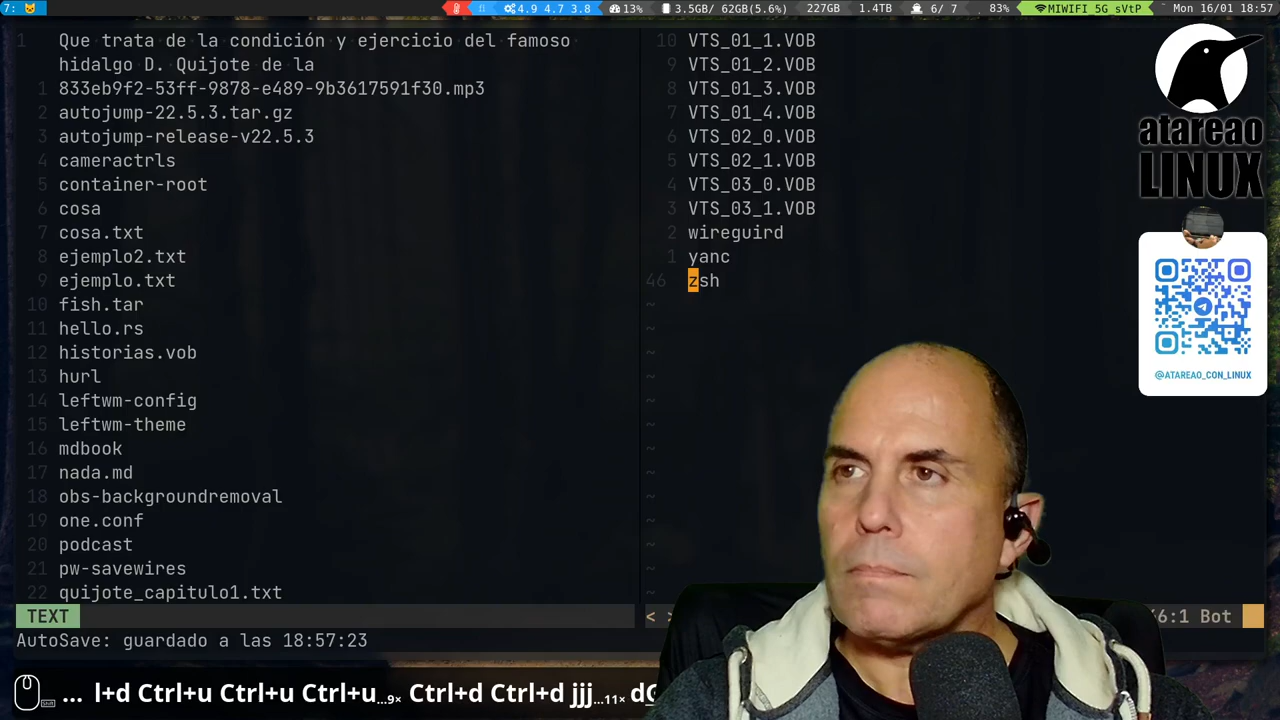 7:
4.9 4.7 3.8 13% 3.5GB/ 62GB(5.6%) 227GB 1.4TB 6/ 7 83% MIWIFI 5G sVtP Mon 16/01 18:57
1 Que trata de la condición y ejercicio del famoso
hidalgo D. Quijote de la
1 833eb9f2-53ff-9878-e489-9b3617591f30.mp3
2 autojump-22.5.3.tar.gz
3 autojump-release-v22.5.3
4 cameractrls
5 container-root
6 cosa
7 cosa.txt
8 ejemplo2.txt
9 ejemplo.txt
10 fish.tar
11 hello.rs
12 historias.vob
13 hurl
14 leftwm-config
15 leftwm-theme
16 mdbook
17 nada.md
18 obs-backgroundremoval
19 one.conf
20 podcast
21 pw-savewires
22 quijote_capitulo1.txt
TEXT
AutoSave: guardado a las 18:57:23
10 VTS_01_1.VOB
9 VTS_01_2.VOB
8 VTS_01_3.VOB
7 VTS_01_4.VOB
6 VTS_02_0.VOB
5 VTS_02_1.VOB
4 VTS_03_0.VOB
3 VTS_03_1.VOB
2 wireguird
1 yanc
46 zsh
~
~
~
~
~
~
~
~
~
~
~
~
~
< 6:1 Bot
atareao
LINUX
@ATAREAO_CON_LINUX
... l+d Ctrl+u Ctrl+u Ctrl+u...9× Ctrl+d Ctrl+d jjj...11× dG